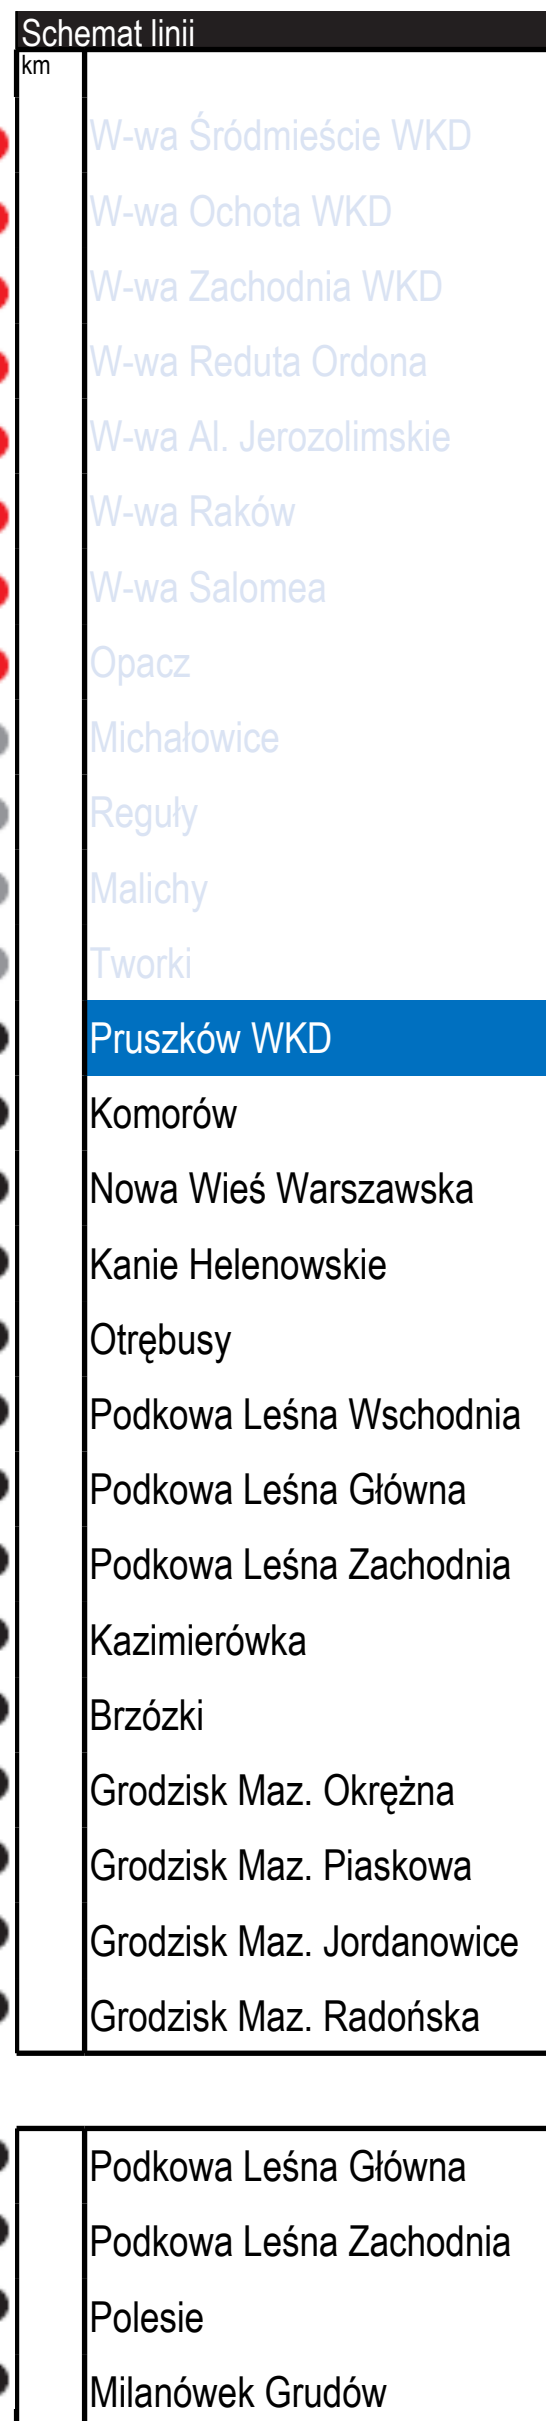 Schemat linii
km
W-wa Śródmieście WKD
W-wa Ochota WKD
W-wa Zachodnia WKD
W-wa Reduta Ordona
W-wa Al. Jerozolimskie
W-wa Raków
W-wa Salomea
Opacz
Michałowice
Reguły
Malichy
Tworki
Pruszków WKD
Komorów
Nowa Wieś Warszawska
Kanie Helenowskie
Otrębusy
Podkowa Leśna Wschodnia
Podkowa Leśna Główna
Podkowa Leśna Zachodnia
Kazimierówka
Brzózki
Grodzisk Maz. Okrężna
Grodzisk Maz. Piaskowa
Grodzisk Maz. Jordanowice
Grodzisk Maz. Radońska
Podkowa Leśna Główna
Podkowa Leśna Zachodnia
Polesie
Milanówek Grudów